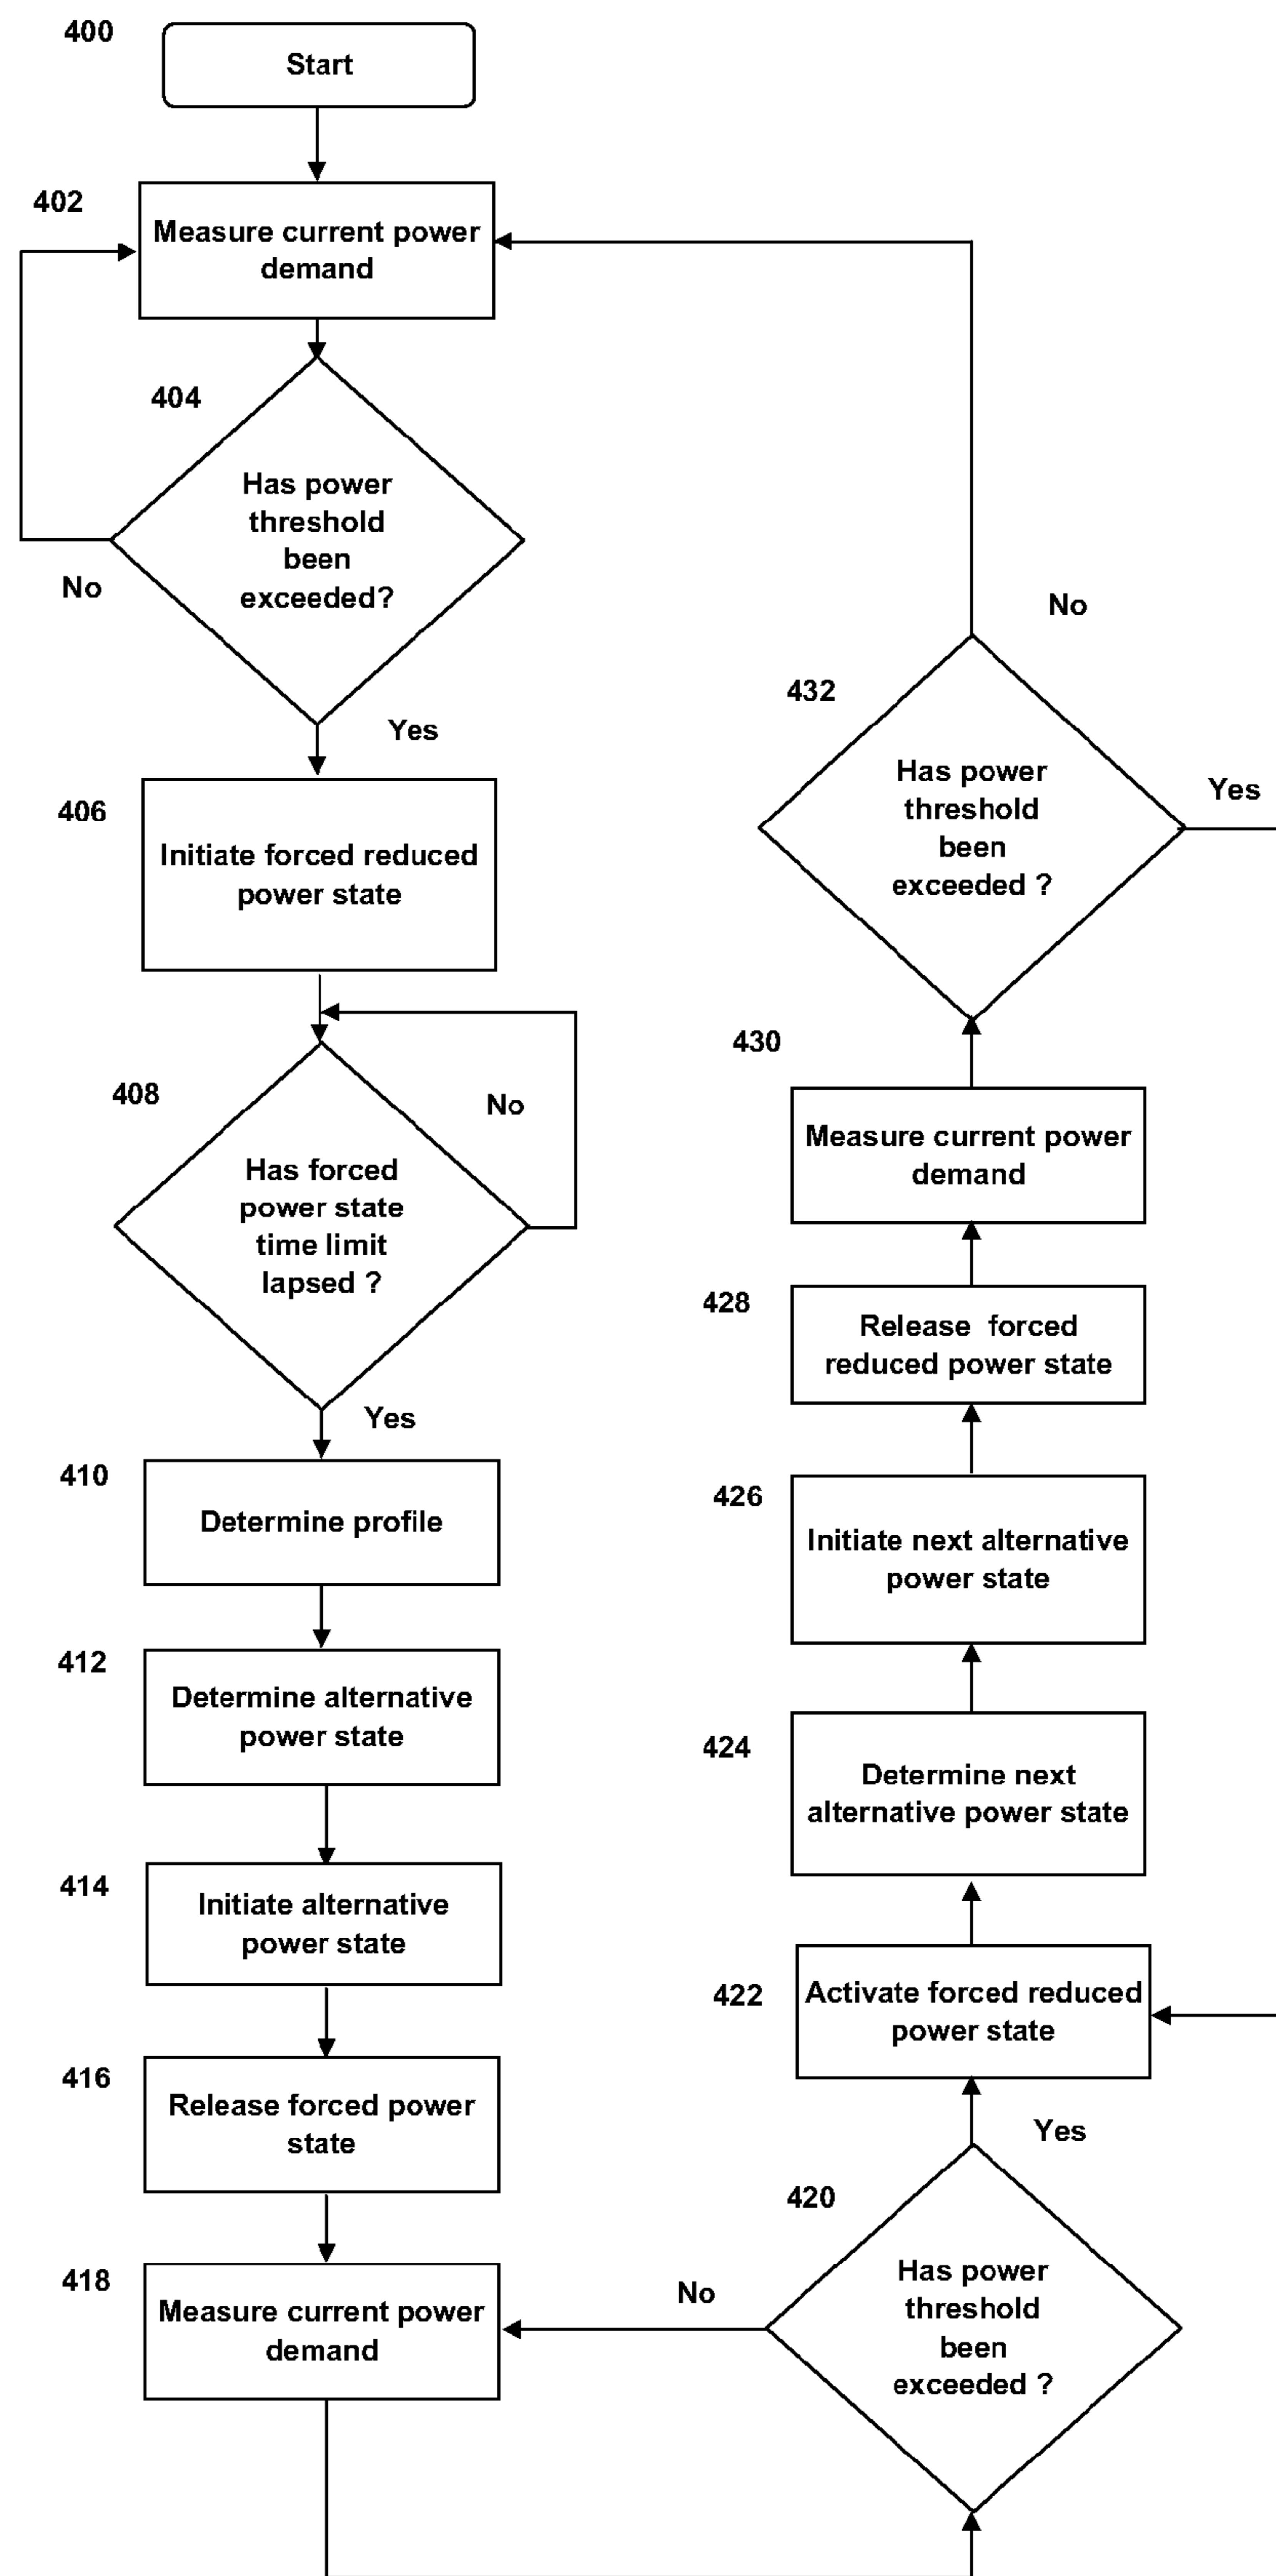 400
Start
402
Measure current power
demand
404
Has power
threshold
been
exceeded?
No
Yes
406
Initiate forced reduced
power state
408
No
Has forced
power state
time limit
lapsed ?
Yes
410
Determine profile
412
Determine alternative
power state
414
Initiate alternative
power state
416
Release forced power
state
418
Measure current power
demand
No
420
Has power
threshold
been
exceeded ?
Yes
422
Activate forced reduced
power state
424
Determine next
alternative power state
426
Initiate next alternative
power state
428
Release forced
reduced power state
430
Measure current power
demand
432
Has power
threshold
been
exceeded ?
Yes
No